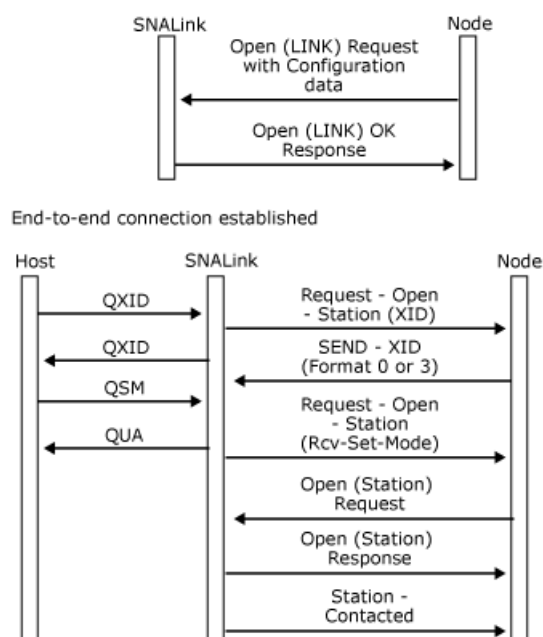 SNALink
Node
Open (LINK) Request
with Configuration
data
Open (LINK) OK
Response
End-to-end connection established
Host
SNALink
Node
QXID
Request - Open
- Station (XID)
QXID
SEND - XID
(Format 0 or 3)
QSM
Request - Open
- Station
(Rcv-Set-Mode)
QUA
Open (Station)
Request
Open (Station)
Response
Station -
Contacted